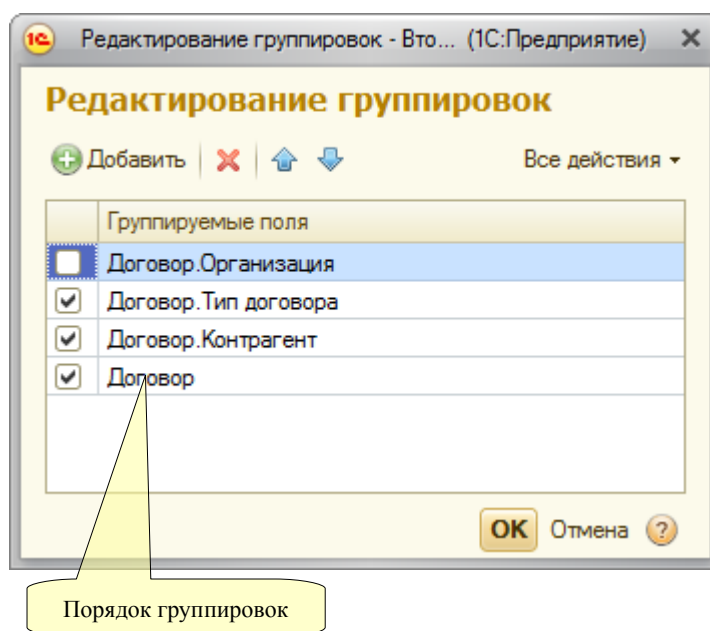 1С Редактирование группировок - Вто... (1С:Предприятие)
Редактирование группировок
Добавить Все действия
Группируемые поля
Договор.Организация
Договор.Тип договора
Договор.Контрагент
Договор
OK Отмена ?
Порядок группировок